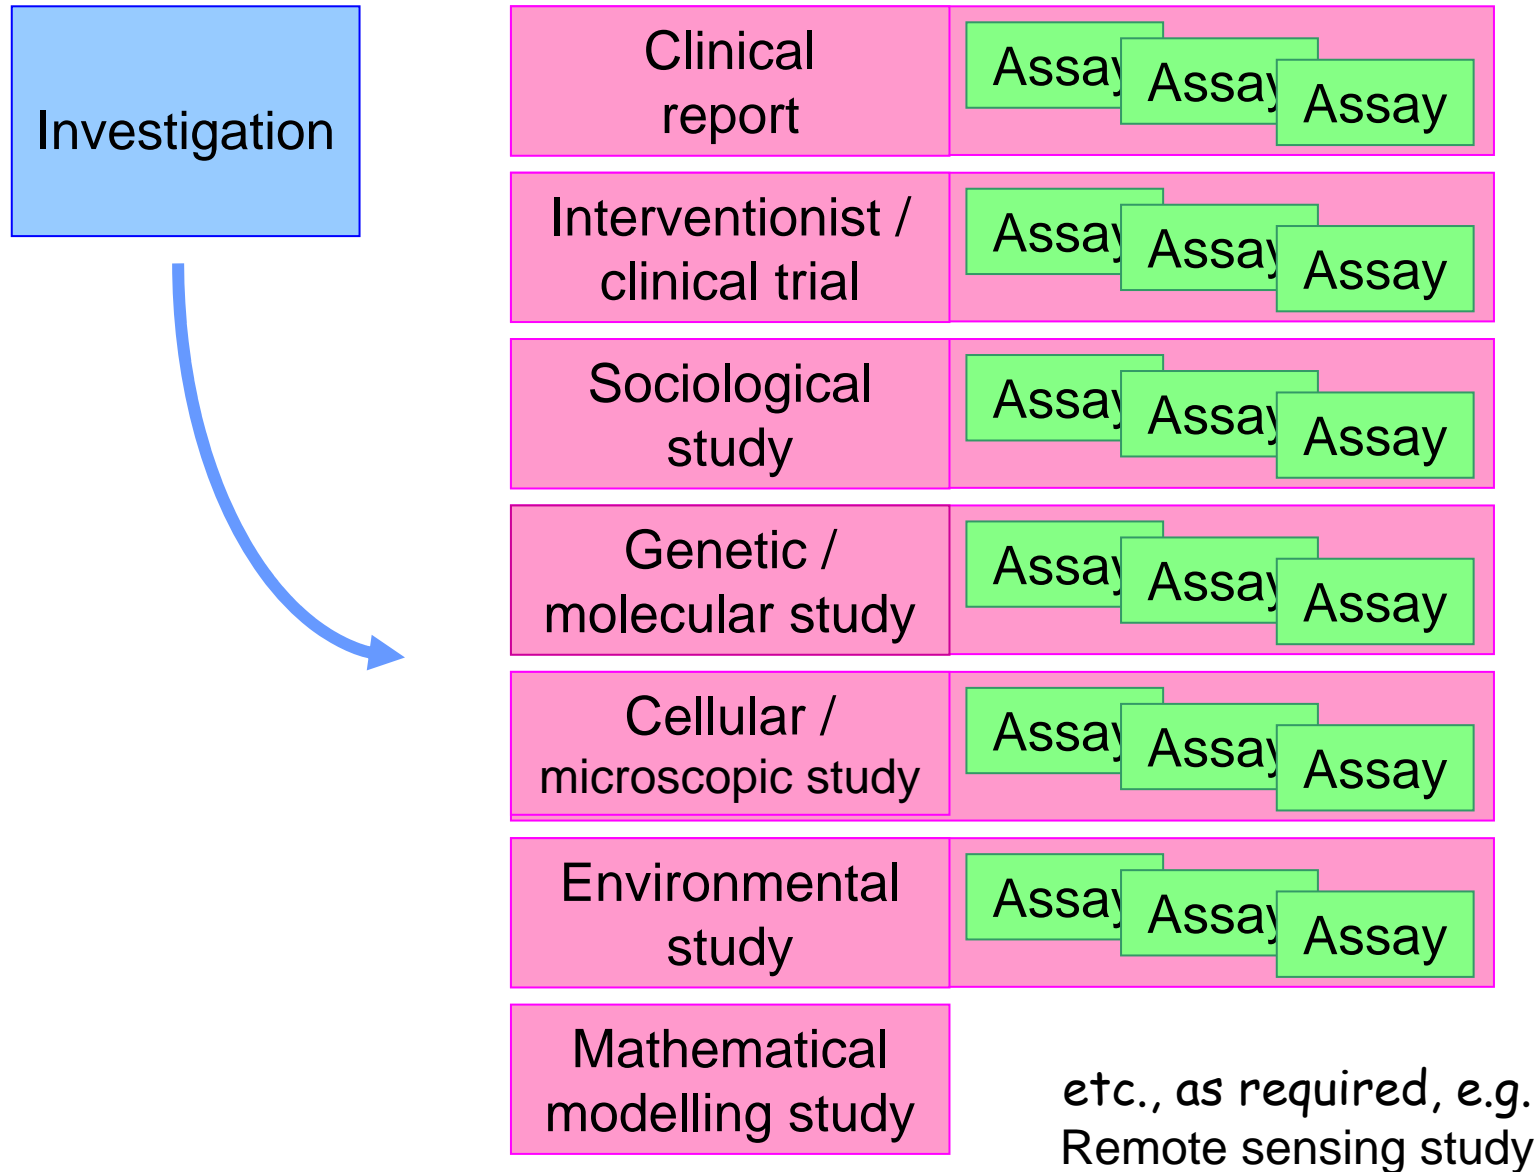 Investigation
Clinical
report
Assay
Assay
Assay
Interventionist /
clinical trial
Assay
Assay
Assay
Sociological
study
Assay
Assay
Assay
Genetic /
molecular study
Assay
Assay
Assay
Cellular /
microscopic study
Assay
Assay
Assay
Environmental
study
Assay
Assay
Assay
Mathematical
modelling study
etc., as required, e.g.
Remote sensing study